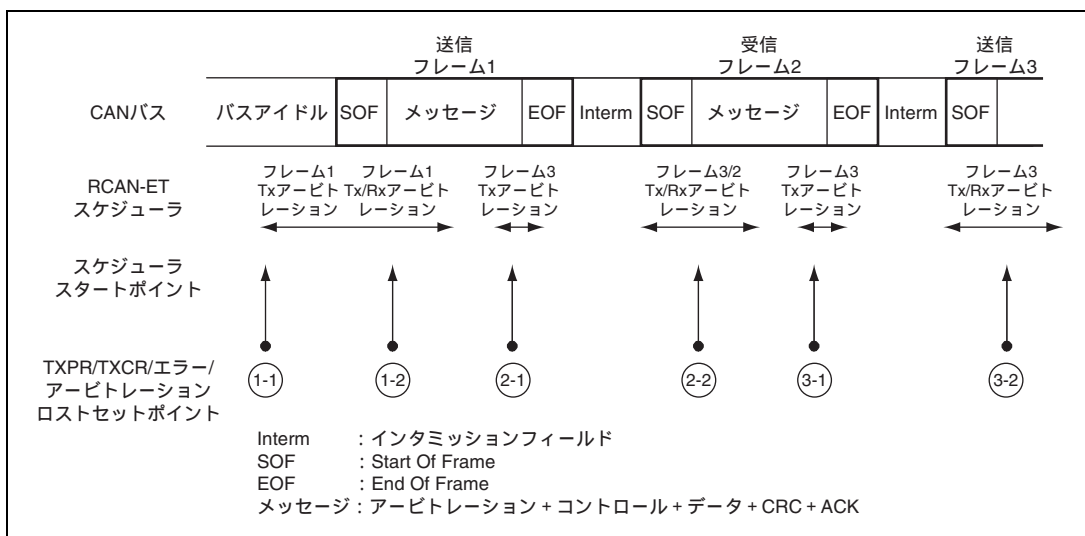 送信
フレーム1
受信
フレーム2
送信
フレーム3
CANバス
バスアイドル SOF メッセージ EOF Interm SOF メッセージ EOF Interm SOF
RCAN-ET
スケジューラ
フレーム1
Txアービト
レーション
フレーム1
Tx/Rxアービト
レーション
フレーム3
Txアービト
レーション
フレーム3/2
Tx/Rxアービト
レーション
フレーム3
Txアービト
レーション
フレーム3
Tx/Rxアービト
レーション
スケジューラ
スタートポイント
TXPR/TXCR/エラー/
アービトレーション
ロストセットポイント
1-1 1-2 2-1 2-2 3-1 3-2
Interm : インタミッションフィールド
SOF : Start Of Frame
EOF : End Of Frame
メッセージ : アービトレーション + コントロール + データ + CRC + ACK